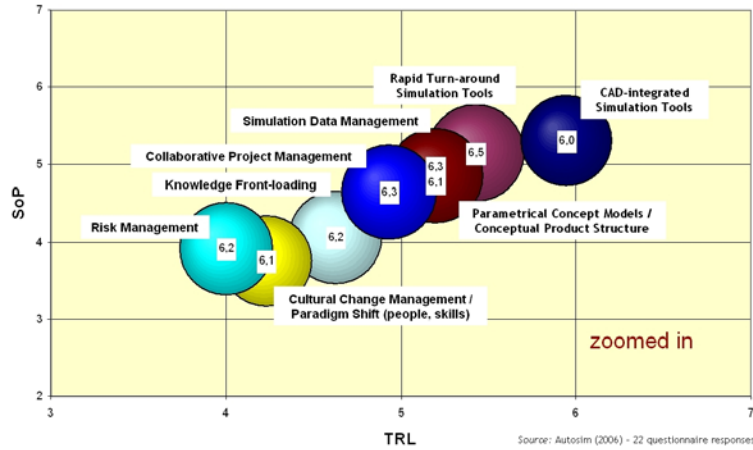 7
6
5
4
3
2
SoP
Rapid Turn-around
Simulation Tools
CAD-integrated
Simulation Tools
Simulation Data Management
Collaborative Project Management
Knowledge Front-loading
Risk Management
6,0
6,5
6,3
6,1
6,3
6,2
6,2
6,1
Parametrical Concept Models /
Conceptual Product Structure
Cultural Change Management /
Paradigm Shift (people, skills)
zoomed in
3
4
5
6
7
TRL
Source: Autosim (2006) - 22 questionnaire responses